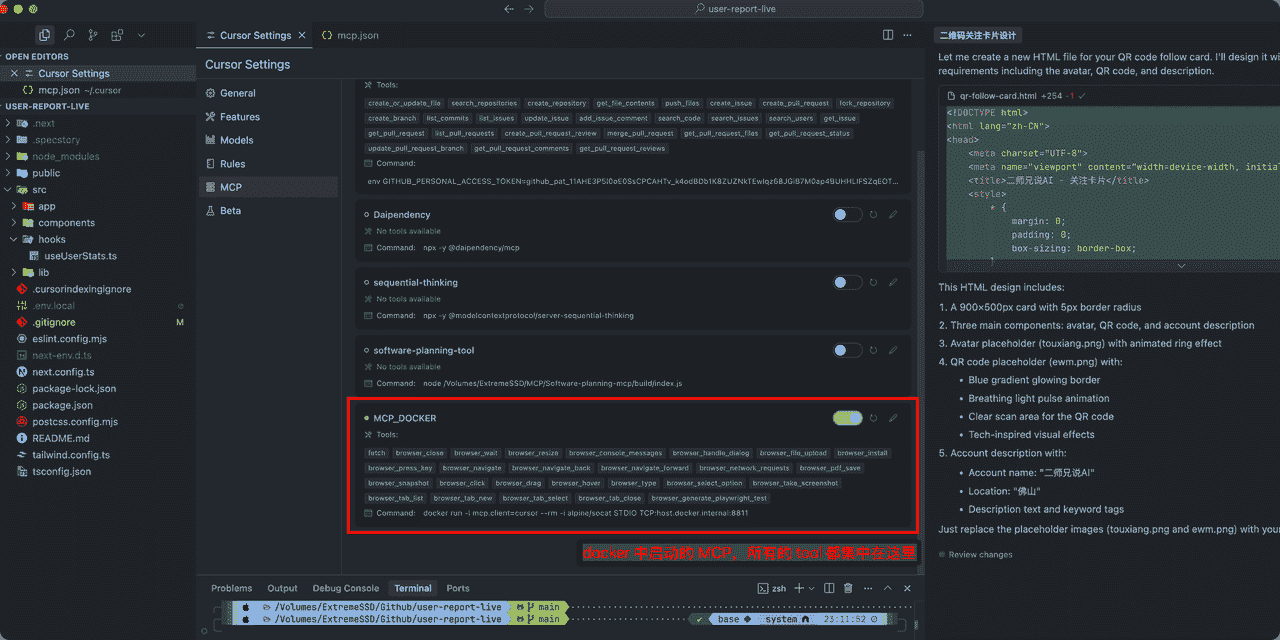 user-report-live
Cursor Settings
mcp.json
OPEN EDITORS
Cursor Settings
mcp.json ~/.cursor
USER-REPORT-LIVE
.next
.specstory
node_modules
public
src
app
components
hooks
useUserStats.ts
lib
.cursorindexingignore
.env.local
.gitignore M
eslint.config.mjs
next-env.d.ts
next.config.ts
package-lock.json
package.json
postcss.config.mjs
README.md
tailwind.config.ts
tsconfig.json
Cursor Settings
General
Features
Models
Rules
MCP
Beta
Tools:
create_or_update_file search_repositories create_repository get_file_contents push_files create_issue create_pull_request fork_repository
create_branch list_commits list_issues update_issue add_issue_comment search_code search_issues search_users get_issue
get_pull_request list_pull_requests create_pull_request_review merge_pull_request get_pull_request_files get_pull_request_status
update_pull_request_branch get_pull_request_comments get_pull_request_reviews
Command:
Daipendency
No tools available
Command: npx -y @daipendency/mcp
sequential-thinking
No tools available
Command: npx -y @modelcontextprotocol/server-sequential-thinking
software-planning-tool
No tools available
Command: node /Volumes/ExtremeSSD/MCP/Software-planning-mcp/build/index.js
MCP_DOCKER
Tools:
fetch browser_close browser_wait browser_resize browser_console_messages browser_handle_dialog browser_file_upload browser_install
browser_press_key browser_navigate browser_navigate_back browser_navigate_forward browser_network_requests browser_pdf_save
browser_snapshot browser_click browser_drag browser_hover browser_type browser_select_option browser_take_screenshot
browser_tab_list browser_tab_new browser_tab_select browser_tab_close browser_generate_playwright_test
Command: docker run -l mcp.client=cursor --rm -i alpine/socat STDIO TCP:host.docker.internal:8811
docker 中启动的 MCP，所有的 tool 都集中在这里
Problems Output Debug Console Terminal Ports
zsh
/Volumes/ExtremeSSD/Github/user-report-live main
/Volumes/ExtremeSSD/Github/user-report-live main
base system 23:11:52
二维码关注卡片设计
Let me create a new HTML file for your QR code follow card. I'll design it wi
requirements including the avatar, QR code, and description.
qr-follow-card.html +254 -1
<!DOCTYPE html>
<html lang="zh-CN">
<head>
<meta charset="UTF-8">
<meta name="viewport" content="width=device-width, initia
<title>二师兄说AI - 关注卡片</title>
<style>
* {
margin: 0;
padding: 0;
box-sizing: border-box;
}
This HTML design includes:
1. A 900×500px card with 5px border radius
2. Three main components: avatar, QR code, and account description
3. Avatar placeholder (touxiang.png) with animated ring effect
4. QR code placeholder (ewm.png) with:
• Blue gradient glowing border
• Breathing light pulse animation
• Clear scan area for the QR code
• Tech-inspired visual effects
5. Account description with:
• Account name: "二师兄说AI"
• Location: "佛山"
• Description text and keyword tags
Just replace the placeholder images (touxiang.png and ewm.png) with your
Review changes